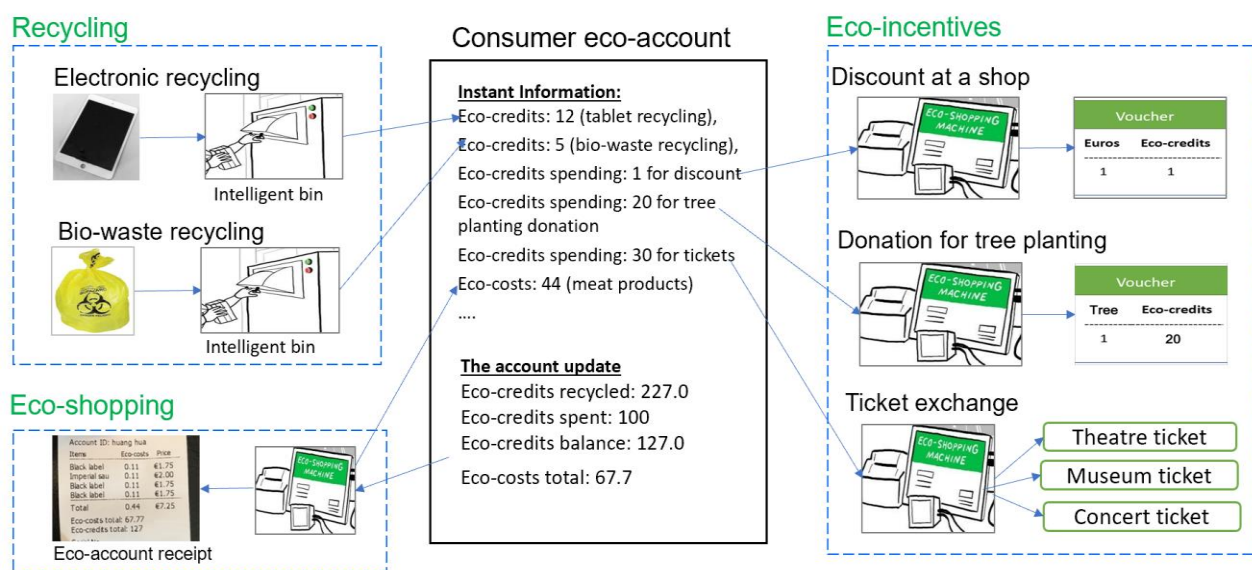 Recycling
Electronic recycling
Intelligent bin
Bio-waste recycling
Intelligent bin
Eco-shopping
Account ID: huang hua
Items Eco-costs Price
Black label 0.11 €1.75
Imperial sau 0.11 €2.00
Black label 0.11 €1.75
Black label 0.11 €1.75
Total 0.44 €7.25
Eco-costs total: 67.77
Eco-credits total: 127
Eco-account receipt
ECO-SHOPPING
MACHINE
Consumer eco-account
Instant Information:
Eco-credits: 12 (tablet recycling),
Eco-credits: 5 (bio-waste recycling),
Eco-credits spending: 1 for discount
Eco-credits spending: 20 for tree
planting donation
Eco-credits spending: 30 for tickets
Eco-costs: 44 (meat products)
....
The account update
Eco-credits recycled: 227.0
Eco-credits spent: 100
Eco-credits balance: 127.0
Eco-costs total: 67.7
Eco-incentives
Discount at a shop
ECO-SHOPPING
MACHINE
Voucher
Euros Eco-credits
1 1
Donation for tree planting
ECO-SHOPPING
MACHINE
Voucher
Tree Eco-credits
1 20
Ticket exchange
ECO-SHOPPING
MACHINE
Theatre ticket
Museum ticket
Concert ticket